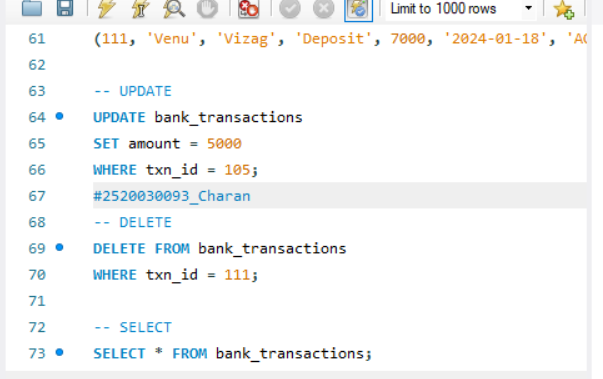 Limit to 1000 rows
61 (111, 'Venu', 'Vizag', 'Deposit', 7000, '2024-01-18', 'AC
62
63 -- UPDATE
64 UPDATE bank_transactions
65 SET amount = 5000
66 WHERE txn_id = 105;
67 #2520030093_Charan
68 -- DELETE
69 DELETE FROM bank_transactions
70 WHERE txn_id = 111;
71
72 -- SELECT
73 SELECT * FROM bank_transactions;